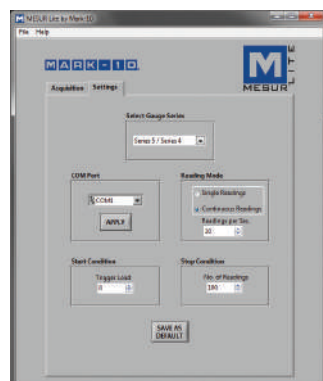 MESUR Lite by Mark-10
File Help
MARK-10
M
MESUR
LITE
Acquisition Settings
Select Gauge Series
Series 5 / Series 4
COM Port
COM1
APPLY
Reading Mode
Single Readings
Continuous Readings
Readings per Sec.
10
Start Condition
Trigger Load
0
Stop Condition
No. of Readings
100
SAVE AS
DEFAULT